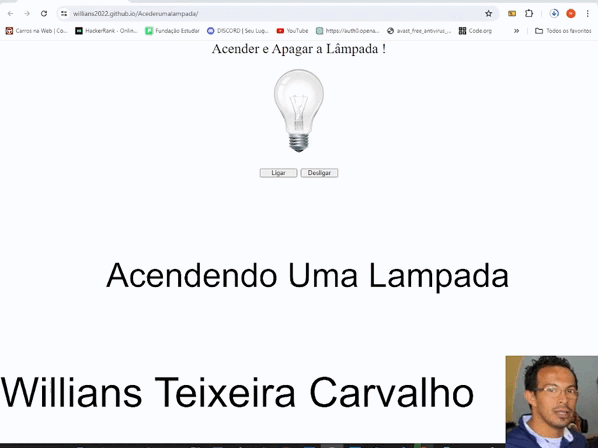 willians2022.github.io/Acederumalampada/
Carros na Web | Co... HackerRank - Onlin... Fundação Estudar DISCORD | Seu Lug... YouTube https://auth0.opena... avast_free_antivirus_... Code.org » Todos os favoritos
Acender e Apagar a Lâmpada !
Ligar Desligar
Acendendo Uma Lampada
Willians Teixeira Carvalho